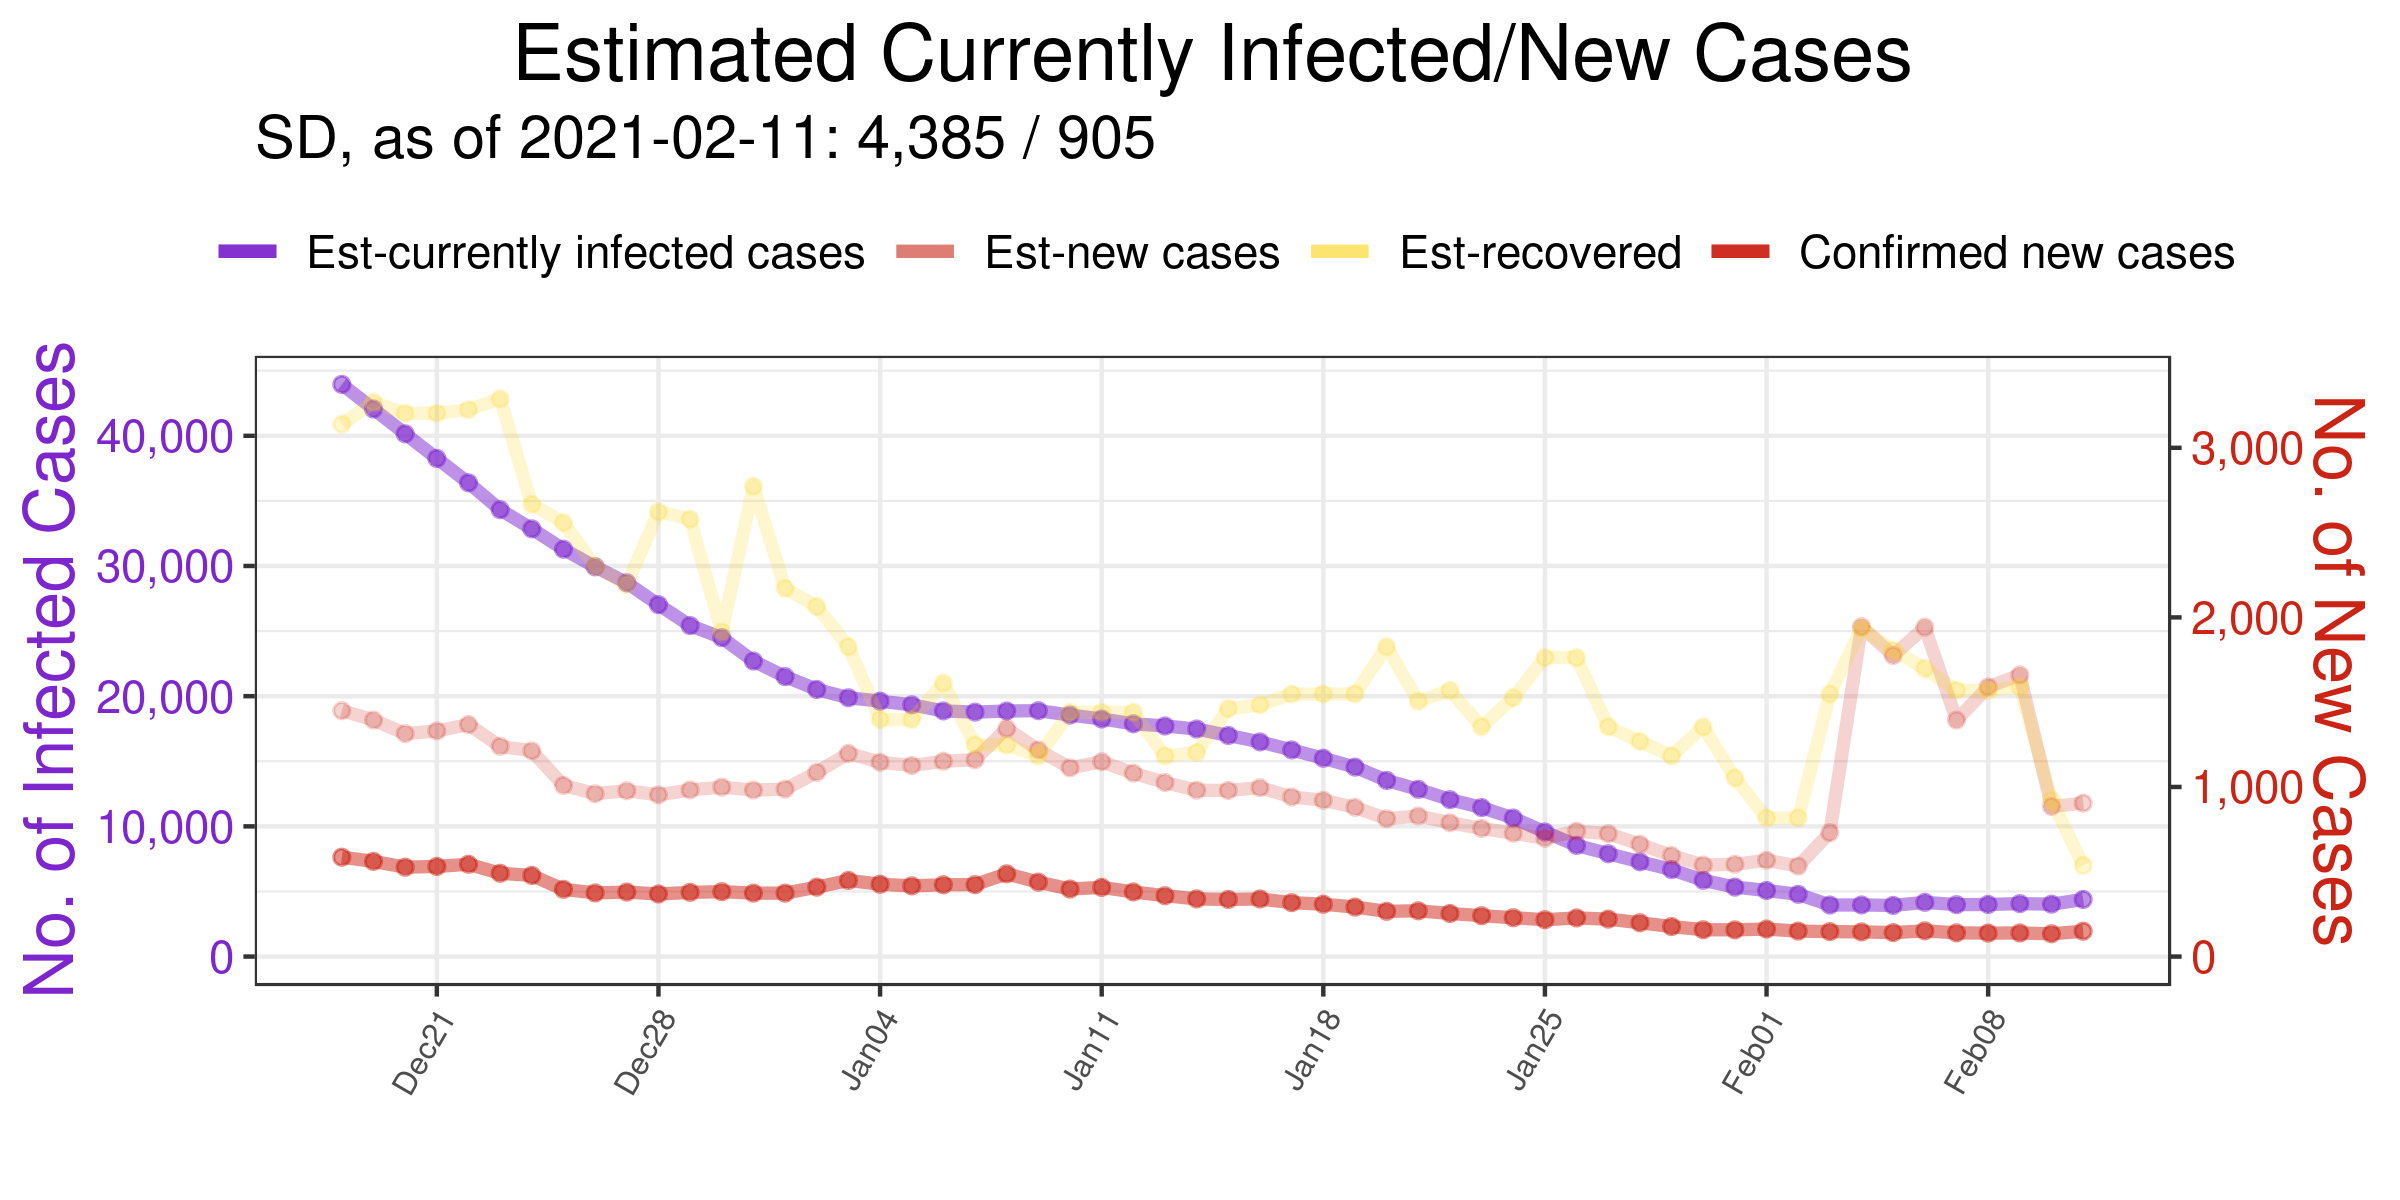 Estimated Currently Infected/New Cases
SD, as of 2021-02-11: 4,385 / 905
Est-currently infected cases Est-new cases Est-recovered Confirmed new cases
No. of Infected Cases
40,000
30,000
20,000
10,000
0
3,000
2,000
1,000
0
No. of New Cases
Dec21 Dec28 Jan04 Jan11 Jan18 Jan25 Feb01 Feb08